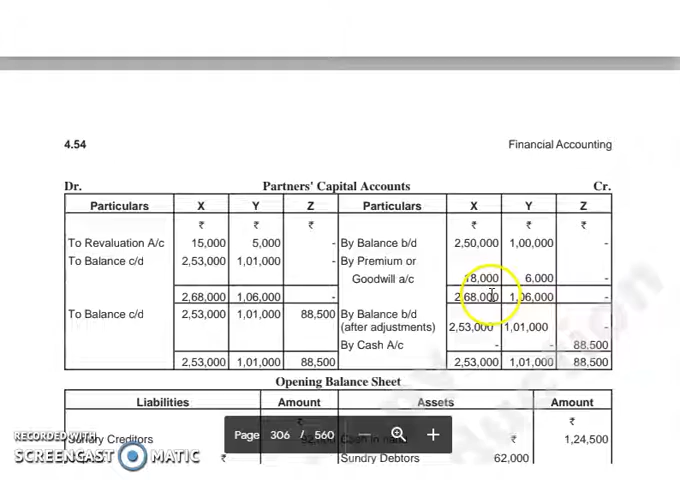 4.54 Financial Accounting
Dr. Partners' Capital Accounts Cr.
Particulars X Y Z Particulars X Y Z
₹ ₹ ₹ ₹ ₹ ₹
To Revaluation A/c 15,000 5,000 - By Balance b/d 2,50,000 1,00,000 -
To Balance c/d 2,53,000 1,01,000 - By Premium or
Goodwill a/c 18,000 6,000 -
2,68,000 1,06,000 - 2,68,000 1,06,000 -
To Balance c/d 2,53,000 1,01,000 88,500 By Balance b/d
(after adjustments) 2,53,000 1,01,000 -
By Cash A/c - - 88,500
2,53,000 1,01,000 88,500 2,53,000 1,01,000 88,500
Opening Balance Sheet
Liabilities Amount Assets Amount
₹ ₹
Sundry Creditors Cash in hand ₹ 1,24,500
₹ Sundry Debtors 62,000
Page 306 / 560
RECORDED WITH
SCREENCAST MATIC